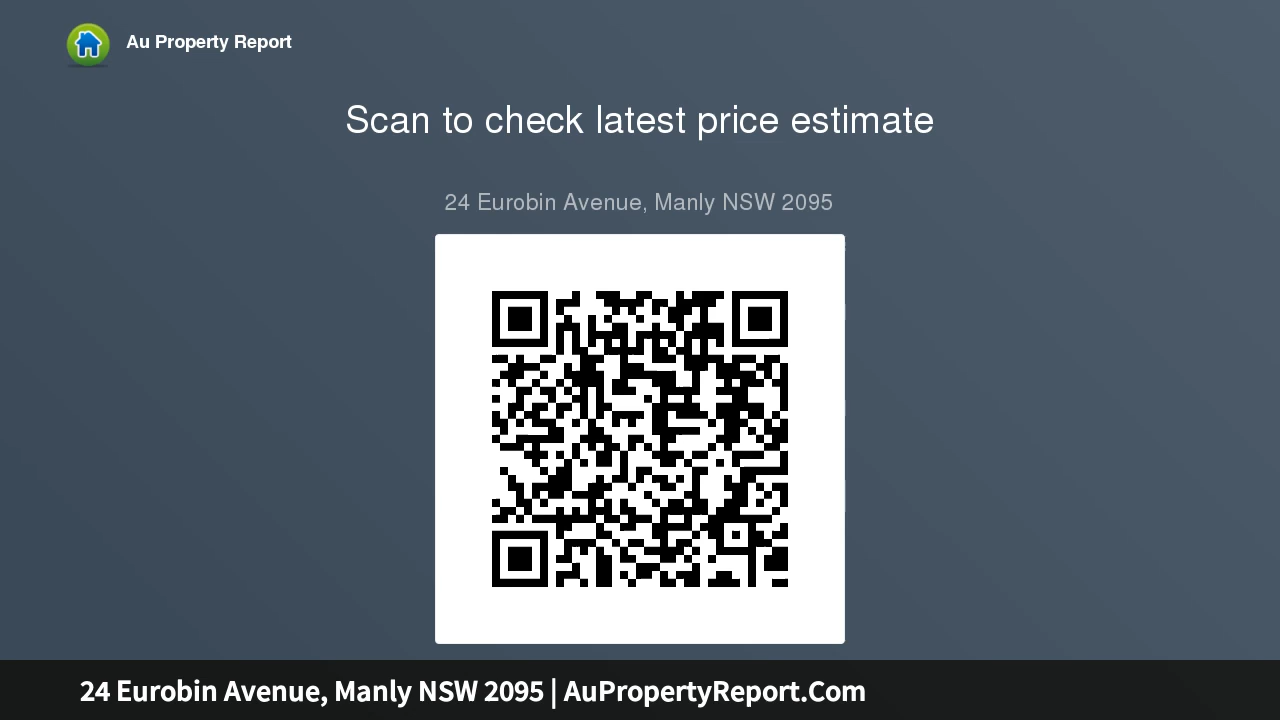 Au Property Report
Scan to check latest price estimate
24 Eurobin Avenue, Manly NSW 2095
24 Eurobin Avenue, Manly NSW 2095 | AuPropertyReport.Com